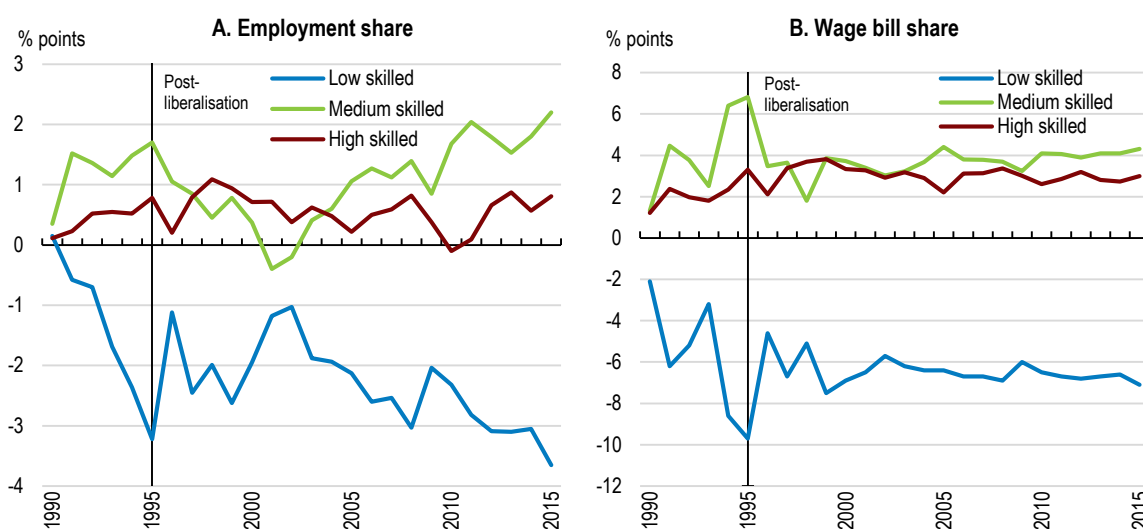 A. Employment share
% points
3
2
1
0
-1
-2
-3
-4
Post-
liberalisation
Low skilled
Medium skilled
High skilled
1990
1995
2000
2005
2010
2015
B. Wage bill share
% points
8
6
4
2
0
-2
-4
-6
-8
-10
-12
Post-
liberalisation
Low skilled
Medium skilled
High skilled
1990
1995
2000
2005
2010
2015